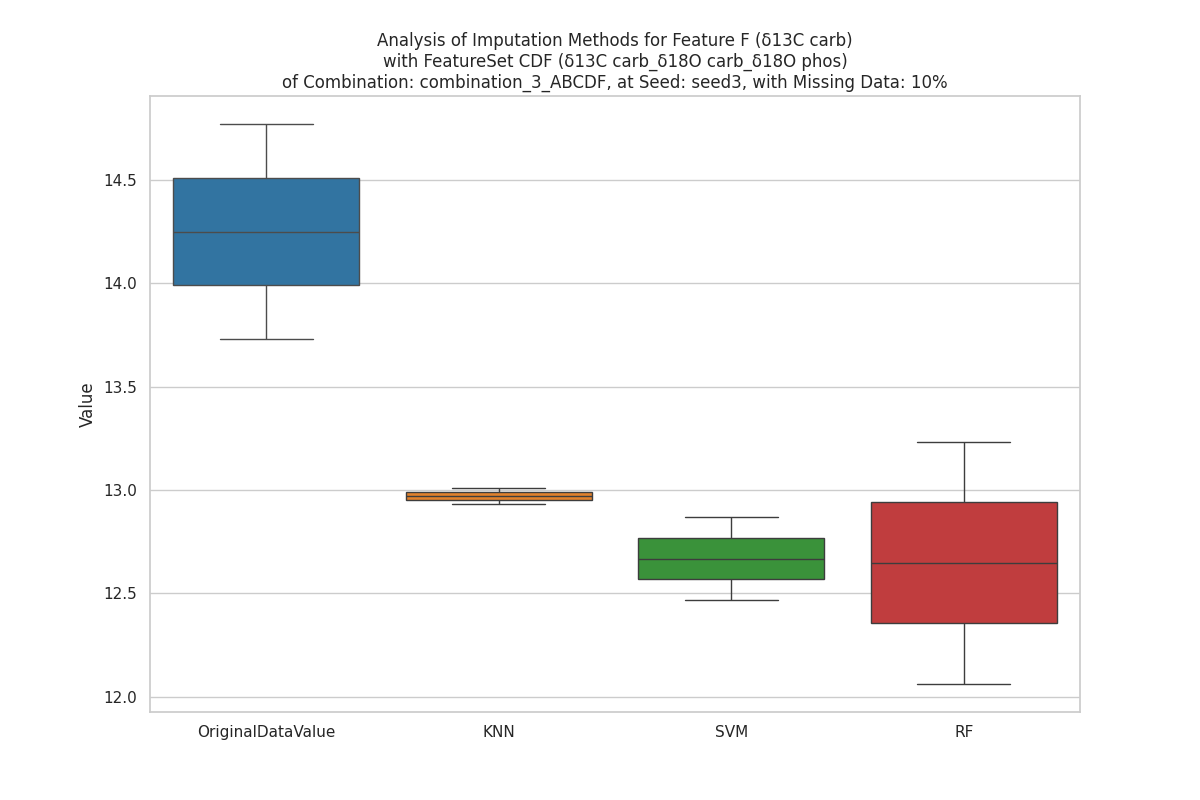 Analysis of Imputation Methods for Feature F (δ13C carb)
with FeatureSet CDF (δ13C carb_δ18O carb_δ18O phos)
of Combination: combination_3_ABCDF, at Seed: seed3, with Missing Data: 10%
14.5
14.0
13.5
13.0
12.5
12.0
Value
OriginalDataValue
KNN
SVM
RF